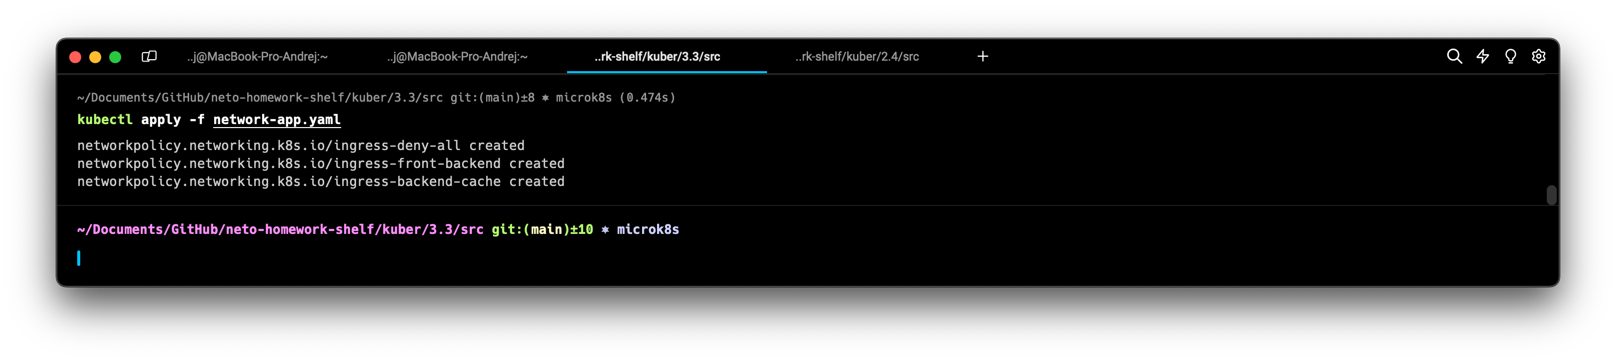 ..j@MacBook-Pro-Andrej:~ ..j@MacBook-Pro-Andrej:~ ..rk-shelf/kuber/3.3/src ..rk-shelf/kuber/2.4/src +
~/Documents/GitHub/neto-homework-shelf/kuber/3.3/src git:(main)±8 ⎈ microk8s (0.474s)
kubectl apply -f network-app.yaml
networkpolicy.networking.k8s.io/ingress-deny-all created
networkpolicy.networking.k8s.io/ingress-front-backend created
networkpolicy.networking.k8s.io/ingress-backend-cache created
~/Documents/GitHub/neto-homework-shelf/kuber/3.3/src git:(main)±10 ⎈ microk8s